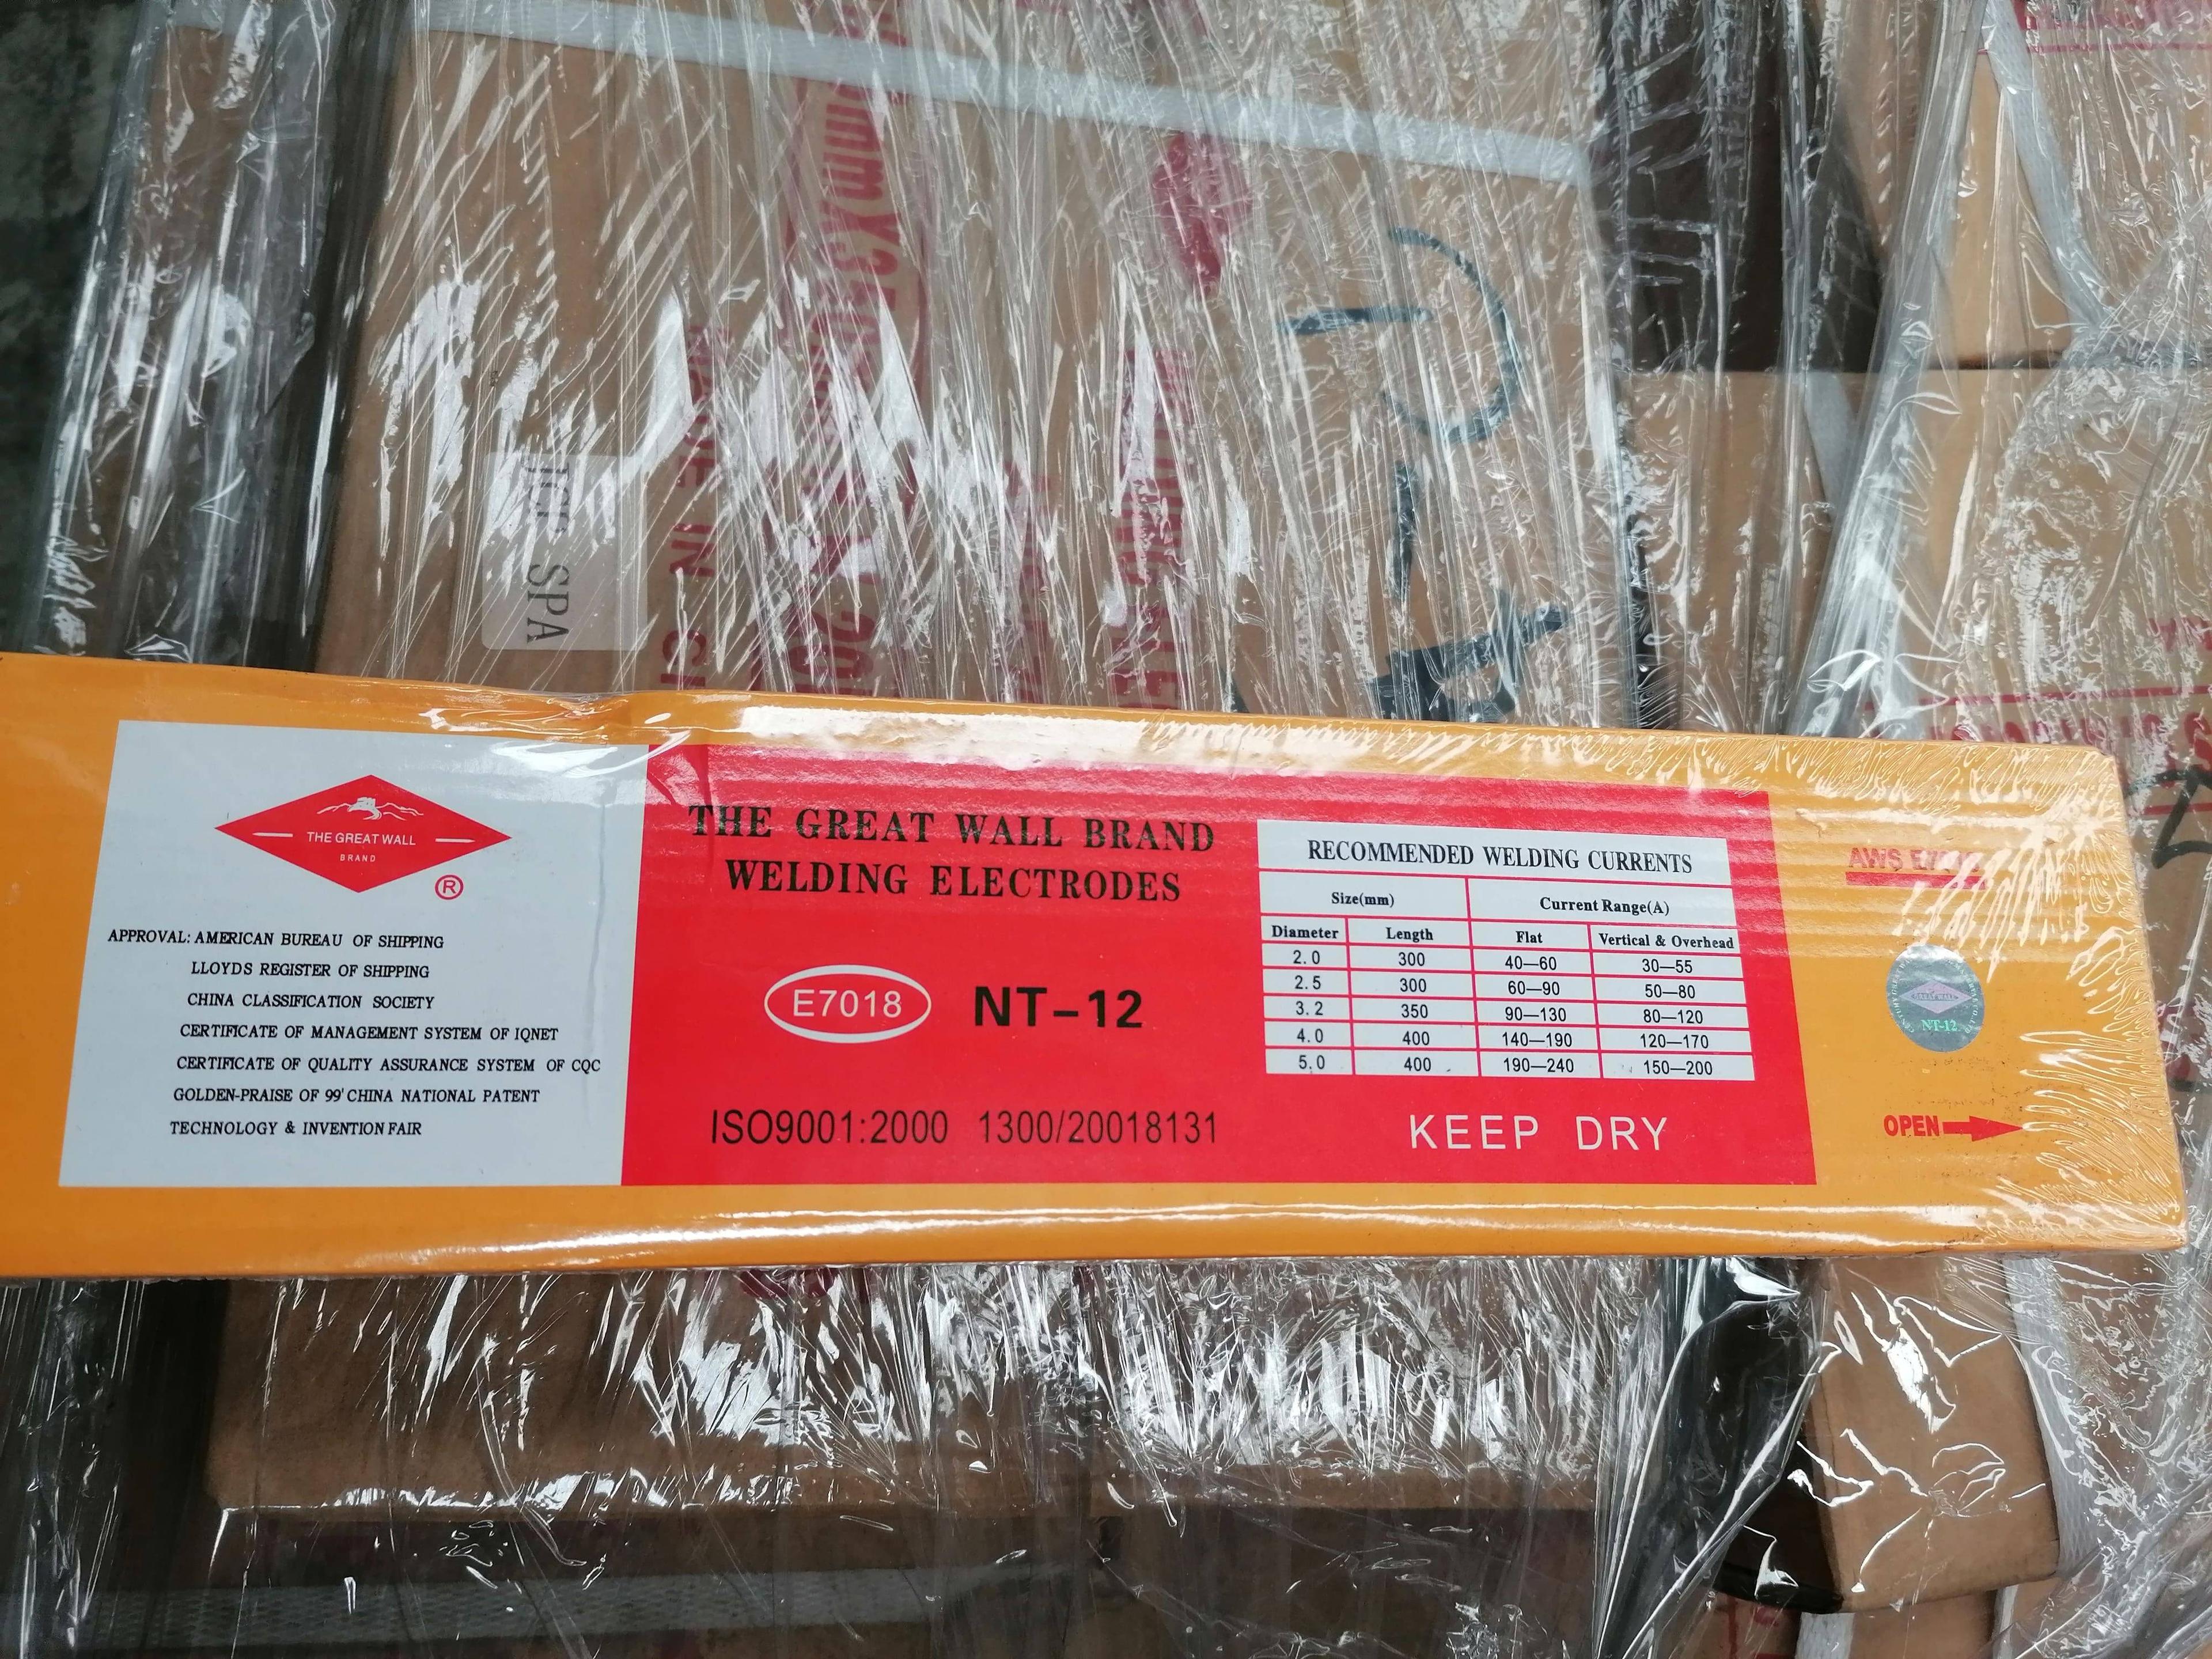 THE GREAT WALL
BRAND
®
APPROVAL: AMERICAN BUREAU OF SHIPPING
LLOYDS REGISTER OF SHIPPING
CHINA CLASSIFICATION SOCIETY
CERTIFICATE OF MANAGEMENT SYSTEM OF IQNET
CERTIFICATE OF QUALITY ASSURANCE SYSTEM OF CQC
GOLDEN-PRAISE OF 99' CHINA NATIONAL PATENT
TECHNOLOGY & INVENTION FAIR
THE GREAT WALL BRAND
WELDING ELECTRODES
E7018 NT-12
ISO9001:2000 1300/20018131
RECOMMENDED WELDING CURRENTS
Size(mm) Current Range(A)
Diameter Length Flat Vertical & Overhead
2.0 300 40—60 30—55
2.5 300 60—90 50—80
3.2 350 90—130 80—120
4.0 400 140—190 120—170
5.0 400 190—240 150—200
KEEP DRY
AWS
GREAT WALL
NT-12
OPEN
SPA
MADE IN